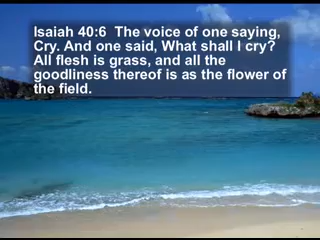 Isaiah 40:6  The voice of one saying,
Cry. And one said, What shall I cry?
All flesh is grass, and all the
goodliness thereof is as the flower of
the field.